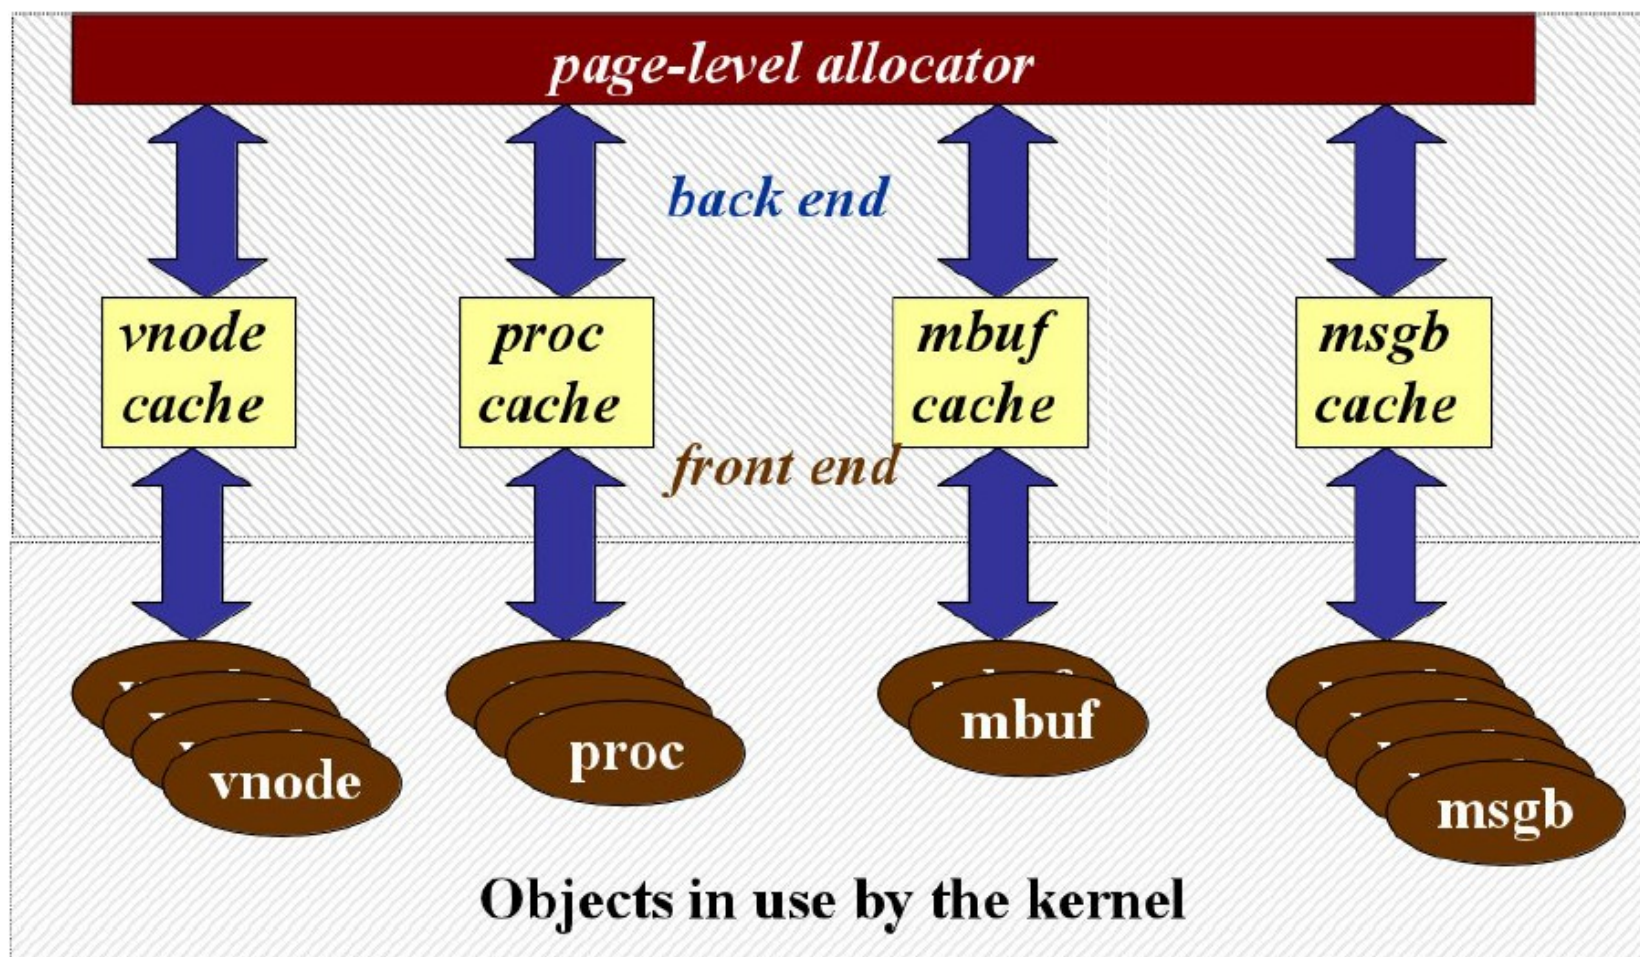 page-level allocator
back end
vnode
cache
proc
cache
mbuf
cache
msgb
cache
front end
vnode
proc
mbuf
msgb
Objects in use by the kernel